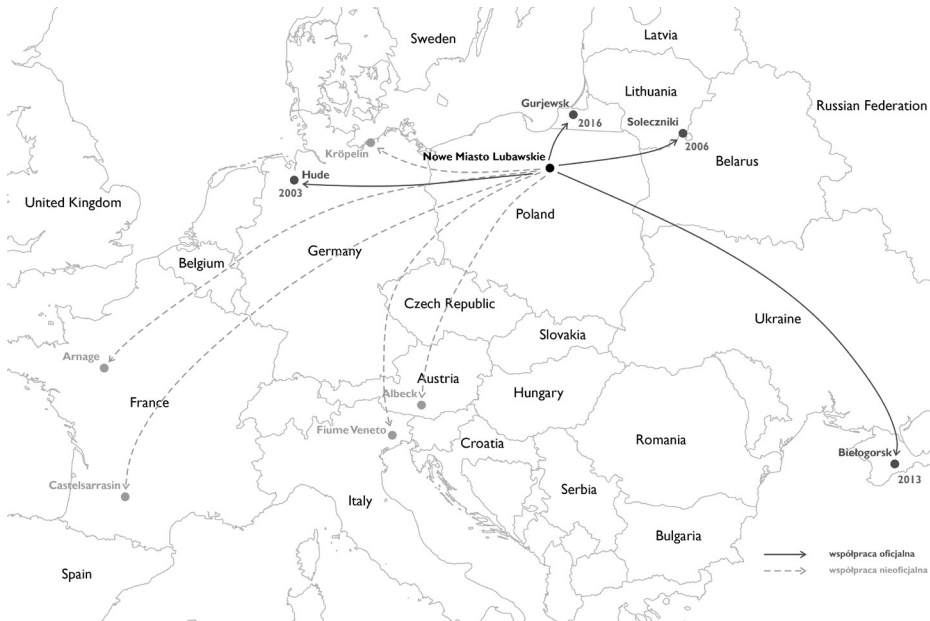 Sweden
Latvia
Lithuania
Russian Federation
Gurjewsk
2016
Soleczniki
2006
Kröpelin
Nowe Miasto Lubawskie
Belarus
Hude
2003
United Kingdom
Poland
Germany
Belgium
Czech Republic
Ukraine
Slovakia
Arnage
Austria
Albeck
Hungary
France
Fiume Veneto
Croatia
Romania
Biełogorsk
2013
Castelsarrasin
Serbia
Italy
Bulgaria
Spain
współpraca oficjalna
współpraca nieoficjalna